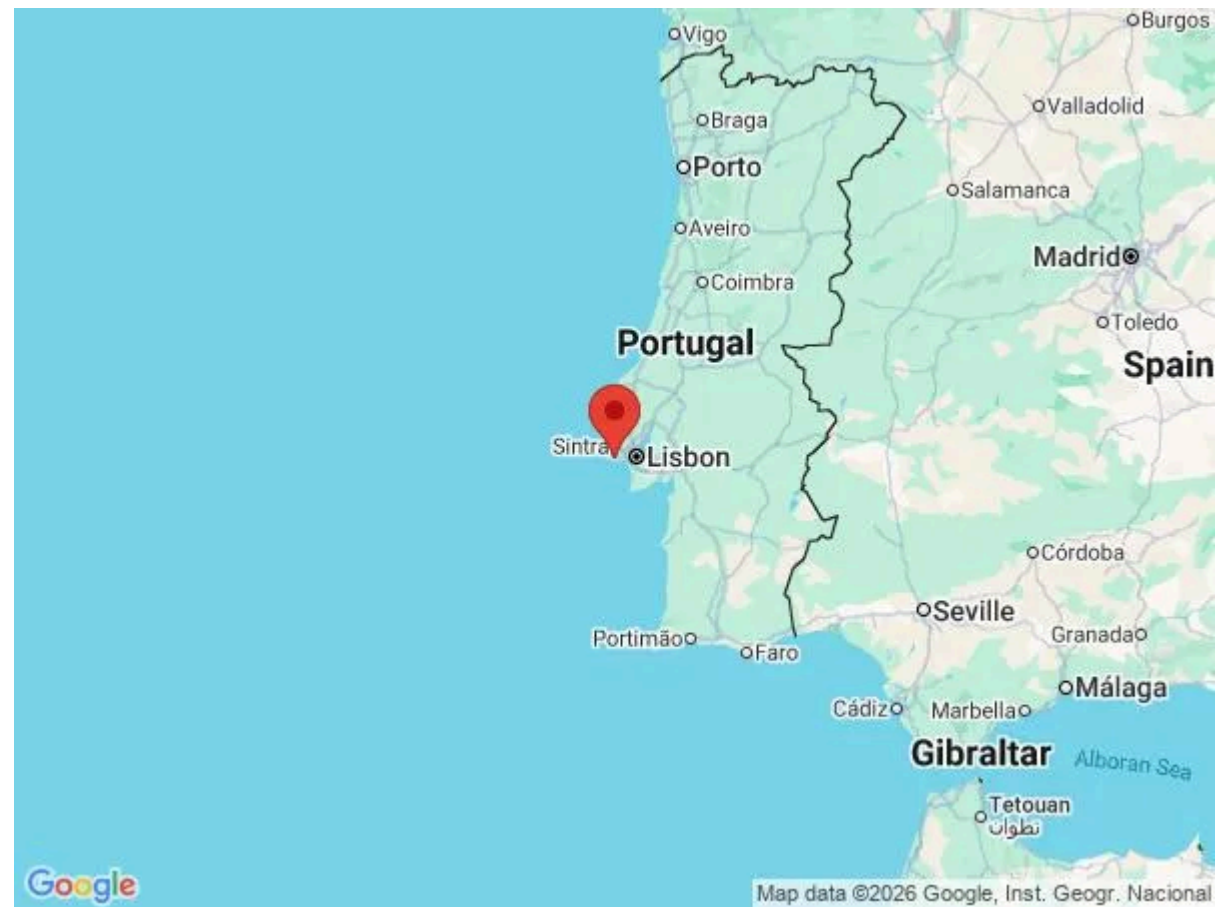 Burgos
Vigo
Valladolid
Braga
Porto
Salamanca
Aveiro
Madrid
Coimbra
Toledo
Portugal
Spain
Sintra
Lisbon
Córdoba
Seville
Granada
Portimão
Faro
Málaga
Cádiz
Marbella
Gibraltar
Alboran Sea
Tetouan
تطوان
Google
Map data ©2026 Google, Inst. Geogr. Nacional